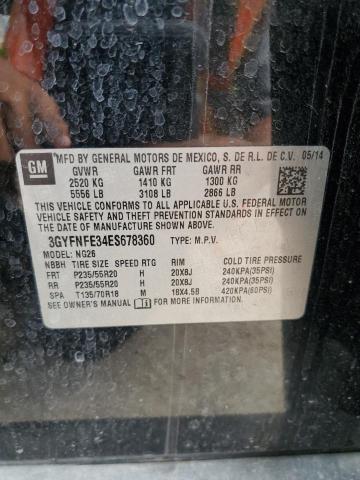 GM
MFD BY GENERAL MOTORS DE MEXICO, S. DE R.L. DE C.V. 05/14
GVWR GAWR FRT GAWR RR
2520 KG 1410 KG 1300 KG
5556 LB 3108 LB 2866 LB
THIS VEHICLE CONFORMS TO ALL APPLICABLE U.S. FEDERAL MOTOR
VEHICLE SAFETY BUMPER, AND THEFT PREVENTION STANDARDS IN EFFECT ON
THE DATE OF MANUFACTURE SHOWN ABOVE.
3GYFNFE34ES678360 TYPE: M.P.V.
MODEL: NG26
NBBH TIRE SIZE SPEED RTG RIM COLD TIRE PRESSURE
FRT P235/55R20 H 20X8J 240KPA(35PSI)
RR P235/55R20 H 20X8J 240KPA(35PSI)
SPA T135/70R18 M 18X4.5B 420KPA(60PSI)
SEE OWNER'S MANUAL FOR MORE INFORMATION